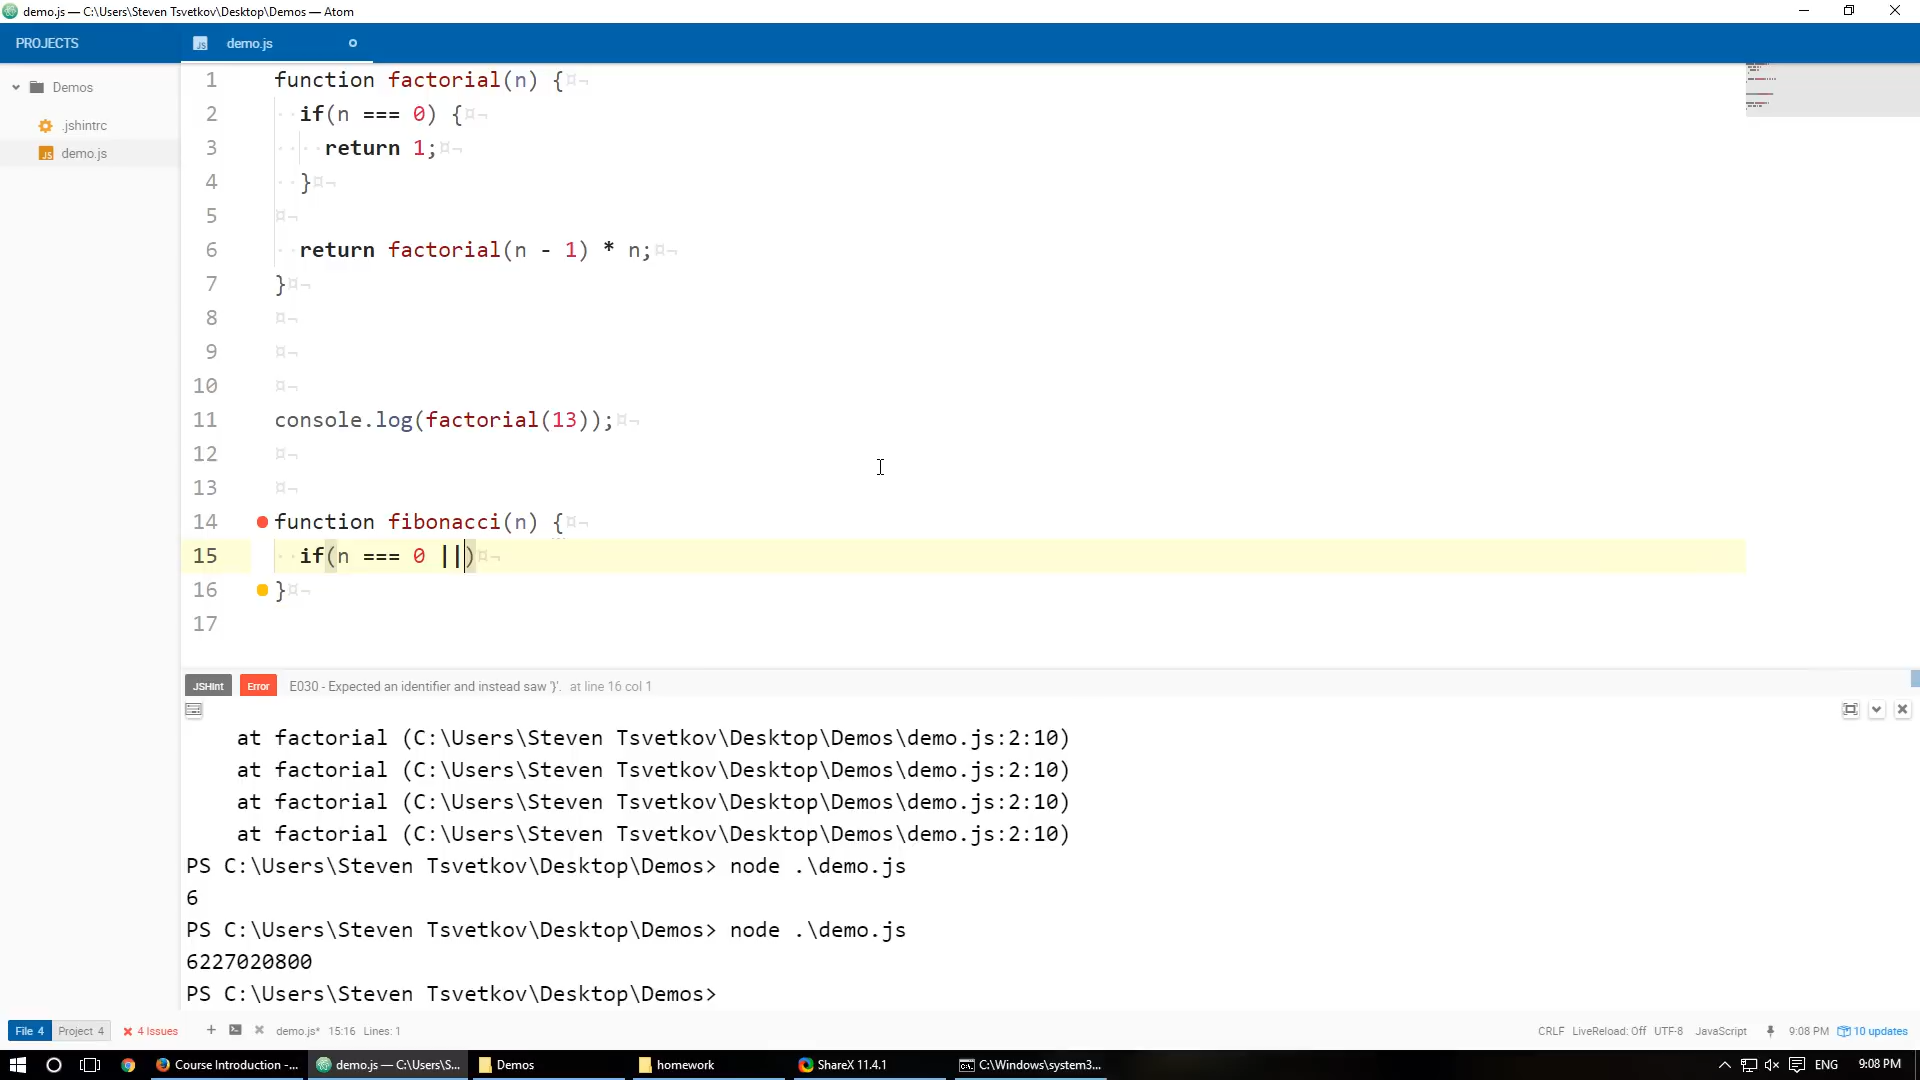 demo.js — C:\Users\Steven Tsvetkov\Desktop\Demos — Atom
PROJECTS
demo.js
Demos
.jshintrc
demo.js
1 function factorial(n) {¤¬
2 ··if(n === 0) {¤¬
3 ····return 1;¤¬
4 ··}¤¬
5 ¤¬
6 ··return factorial(n - 1) * n;¤¬
7 }¤¬
8 ¤¬
9 ¤¬
10 ¤¬
11 console.log(factorial(13));¤¬
12 ¤¬
13 ¤¬
14 function fibonacci(n) {¤¬
15 ··if(n === 0 ||)¤¬
16 }¤¬
17
JSHint Error E030 - Expected an identifier and instead saw '}'. at line 16 col 1
at factorial (C:\Users\Steven Tsvetkov\Desktop\Demos\demo.js:2:10)
at factorial (C:\Users\Steven Tsvetkov\Desktop\Demos\demo.js:2:10)
at factorial (C:\Users\Steven Tsvetkov\Desktop\Demos\demo.js:2:10)
at factorial (C:\Users\Steven Tsvetkov\Desktop\Demos\demo.js:2:10)
PS C:\Users\Steven Tsvetkov\Desktop\Demos> node .\demo.js
6
PS C:\Users\Steven Tsvetkov\Desktop\Demos> node .\demo.js
6227020800
PS C:\Users\Steven Tsvetkov\Desktop\Demos>
File 4 Project 4 4 Issues demo.js* 15:16 Lines: 1 CRLF LiveReload: Off UTF-8 JavaScript 9:08 PM 10 updates
Course Introduction -... demo.js — C:\Users\S... Demos homework ShareX 11.4.1 C:\Windows\system3... ENG 9:08 PM